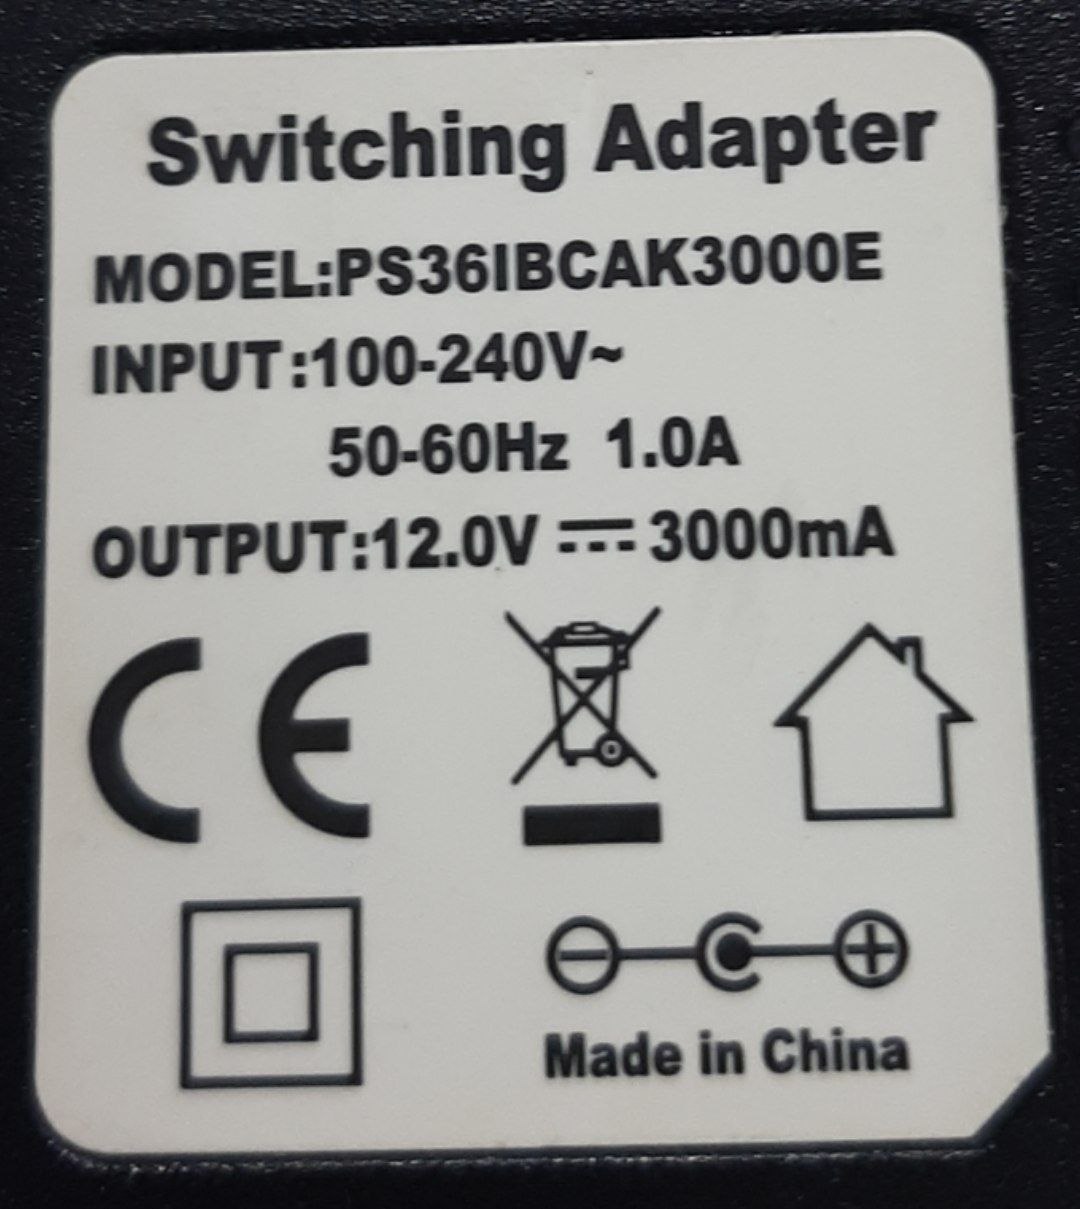 Switching Adapter
MODEL:PS36IBCAK3000E
INPUT:100-240V~
50-60Hz 1.0A
OUTPUT:12.0V ⎓ 3000mA
CE
Made in China